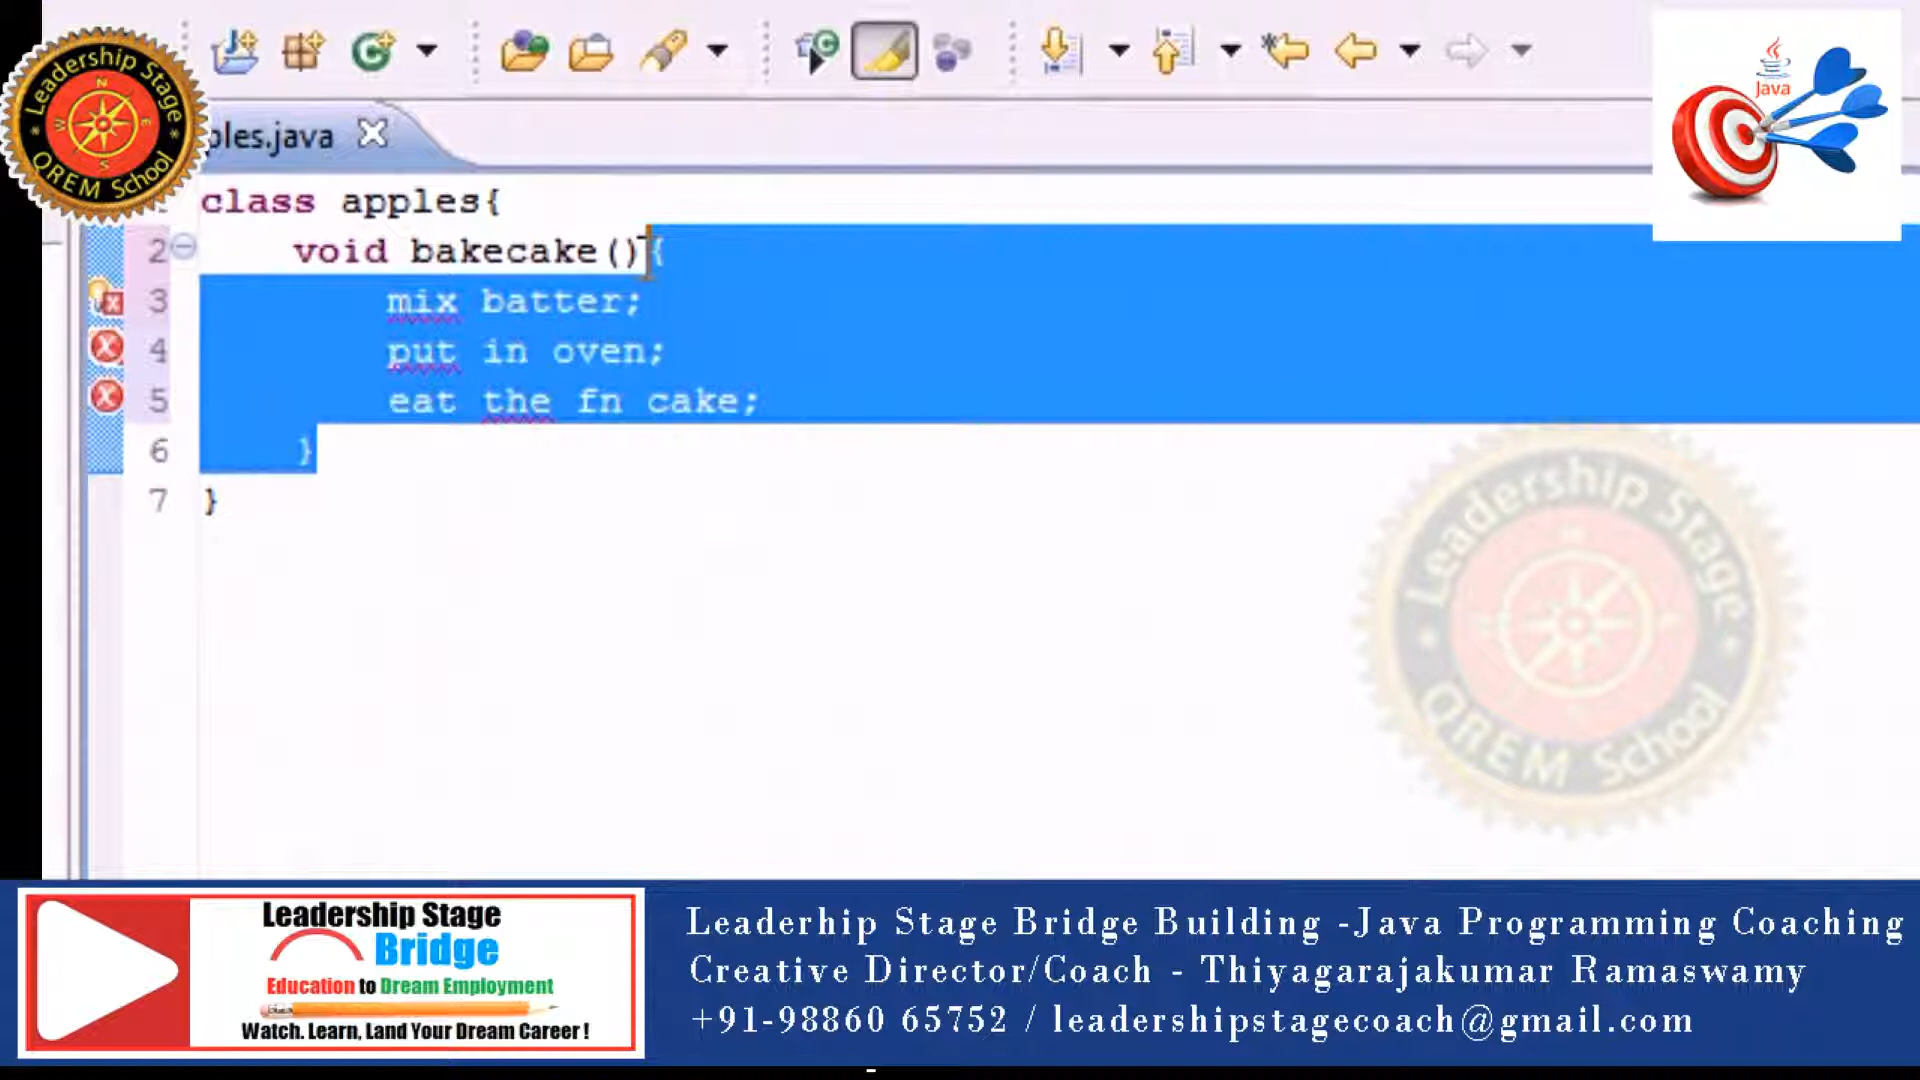 Leadership Stage
QREM School
N
W
E
S
Java
ples.java
class apples{
2 void bakecake(){
3 mix batter;
4 put in oven;
5 eat the fn cake;
6 }
7 }
Leadership Stage
QREM School
Leadership Stage
Bridge
Education to Dream Employment
Watch. Learn, Land Your Dream Career !
Leaderhip Stage Bridge Building -Java Programming Coaching
Creative Director/Coach - Thiyagarajakumar Ramaswamy
+91-98860 65752 / leadershipstagecoach@gmail.com